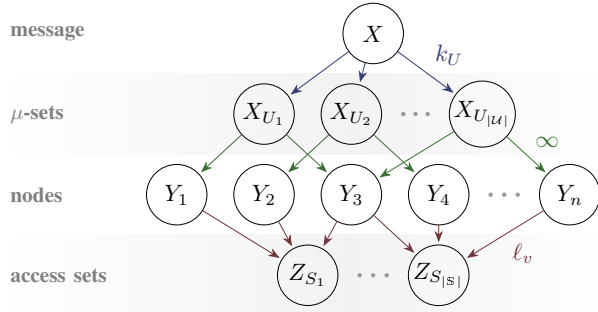 message X k_U
μ-sets X_{U_1} X_{U_2} ··· X_{U_{|𝒰|}} ∞
nodes Y_1 Y_2 Y_3 Y_4 ··· Y_n
access sets Z_{S_1} ··· Z_{S_{|𝕊|}} ℓ_v